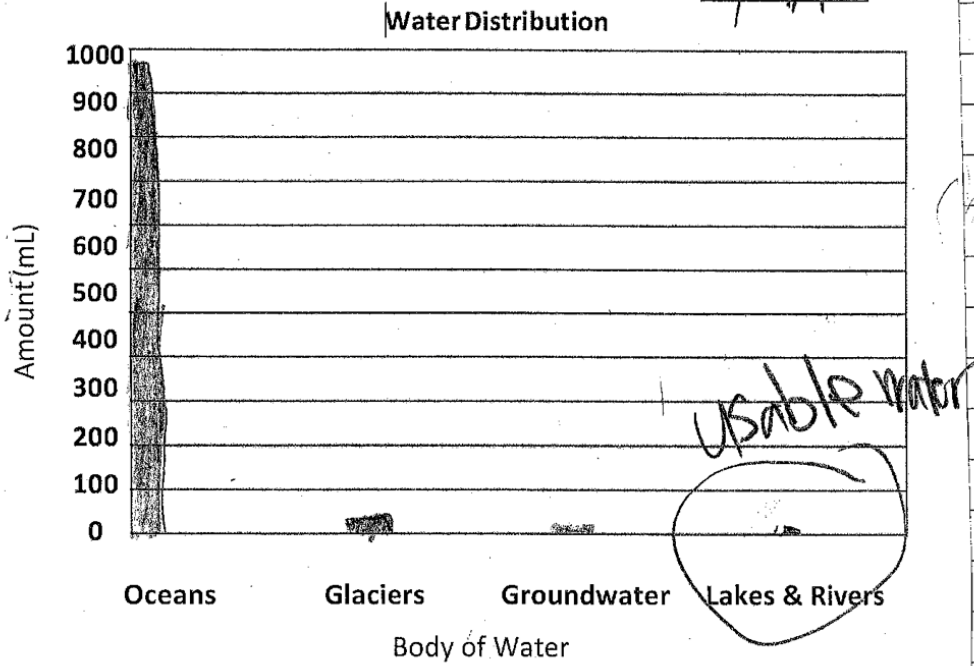 Water Distribution
1000
900
800
700
600
500
400
300
200
100
0
Amount(mL)
usable water
Oceans Glaciers Groundwater Lakes & Rivers
Body of Water